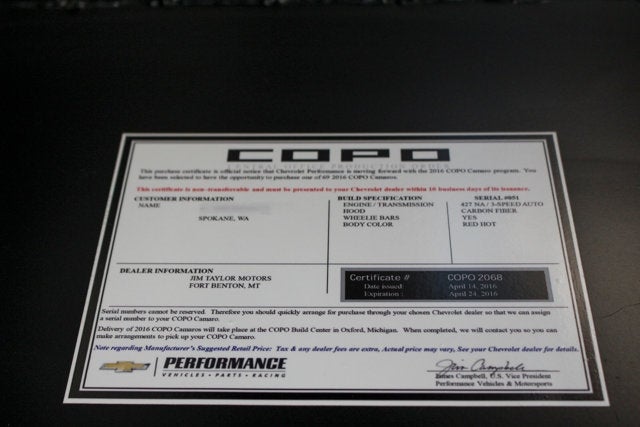 COPO
CENTRAL OFFICE PRODUCTION ORDER
This purchase certificate is official notice that Chevrolet Performance is moving forward with the 2016 COPO Camaro program. You
have been selected to have the opportunity to purchase one of 69 2016 COPO Camaros.
This certificate is non-transferrable and must be presented to your Chevrolet dealer within 10 business days of its issuance.
CUSTOMER INFORMATION
NAME
SPOKANE, WA
BUILD SPECIFICATION SERIAL #051
ENGINE / TRANSMISSION 427 NA / 3-SPEED AUTO
HOOD CARBON FIBER
WHEELIE BARS YES
BODY COLOR RED HOT
DEALER INFORMATION
JIM TAYLOR MOTORS
FORT BENTON, MT
Certificate # COPO 2068
Date issued: April 14, 2016
Expiration : April 24, 2016
Serial numbers cannot be reserved. Therefore you should quickly arrange for purchase through your chosen Chevrolet dealer so that we can assign
a serial number to your COPO Camaro.
Delivery of 2016 COPO Camaros will take place at the COPO Build Center in Oxford, Michigan. When completed, we will contact you so you can
make arrangements to pick up your COPO Camaro.
Note regarding Manufacturer's Suggested Retail Price: Tax & any dealer fees are extra, Actual price may vary, See your Chevrolet dealer for details.
PERFORMANCE
VEHICLES • PARTS • RACING
Jim Campbell
James Campbell, U.S. Vice President
Performance Vehicles & Motorsports